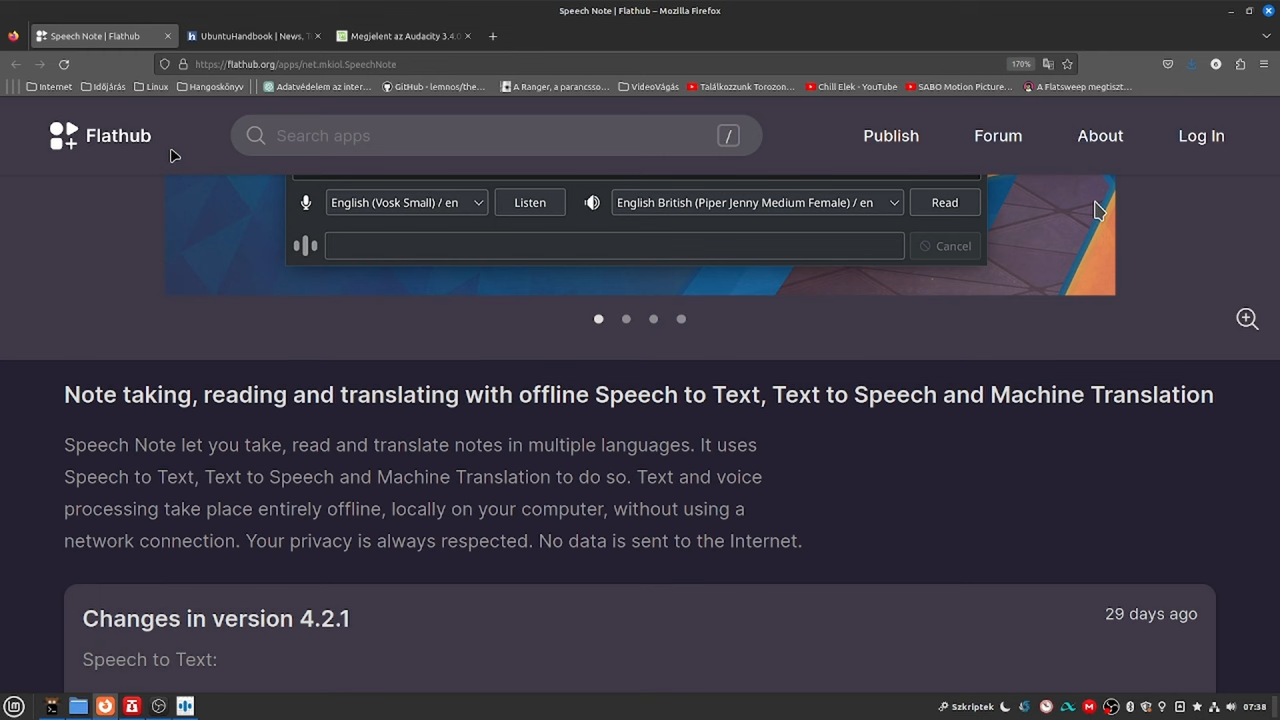 Speech Note | Flathub — Mozilla Firefox
Speech Note | Flathub
UbuntuHandbook | News, T
Megjelent az Audacity 3.4.0
https://flathub.org/apps/net.mkiol.SpeechNote
170%
Internet
Időjárás
Linux
Hangoskönyv
Adatvédelem az inter...
GitHub - lemnos/the...
A Ranger, a parancsso...
VideoVágás
Találkozzunk Torozon...
Chill Elek - YouTube
SABO Motion Picture...
A Flatsweep megtiszt...
Flathub
Search apps
/
Publish
Forum
About
Log In
English (Vosk Small) / en
Listen
English British (Piper Jenny Medium Female) / en
Read
Cancel
Note taking, reading and translating with offline Speech to Text, Text to Speech and Machine Translation
Speech Note let you take, read and translate notes in multiple languages. It uses
Speech to Text, Text to Speech and Machine Translation to do so. Text and voice
processing take place entirely offline, locally on your computer, without using a
network connection. Your privacy is always respected. No data is sent to the Internet.
Changes in version 4.2.1
29 days ago
Speech to Text:
Szkriptek
07:38